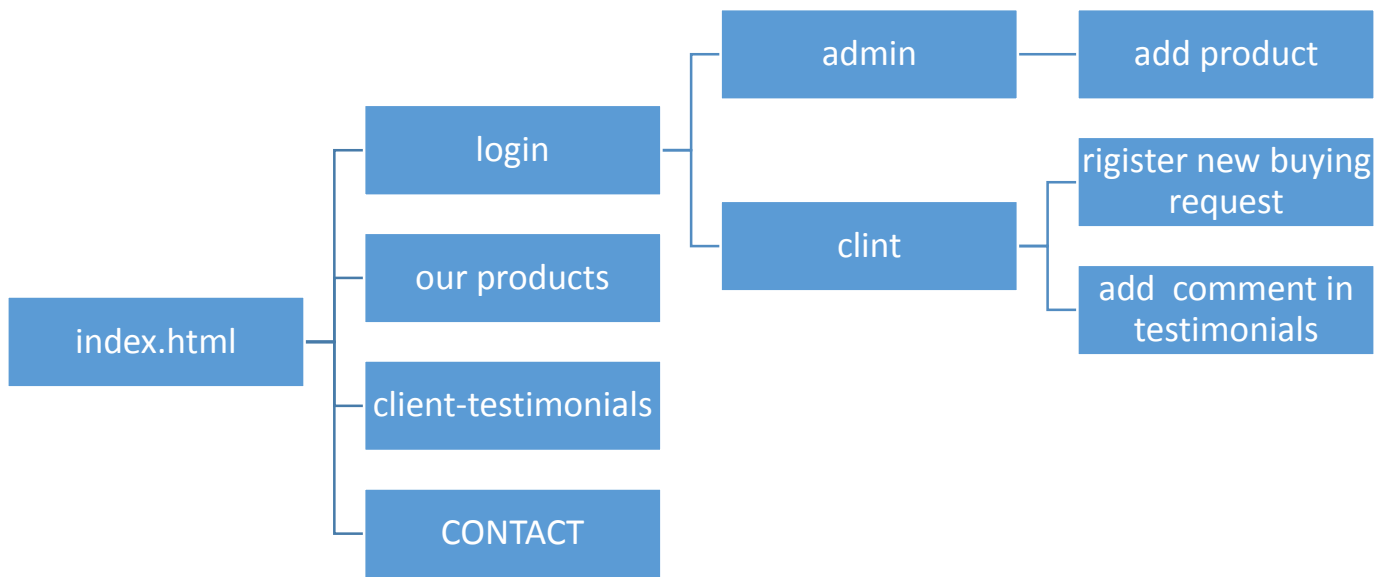 admin
add product
login
rigister new buying
request
clint
our products
add  comment in
testimonials
index.html
client-testimonials
CONTACT